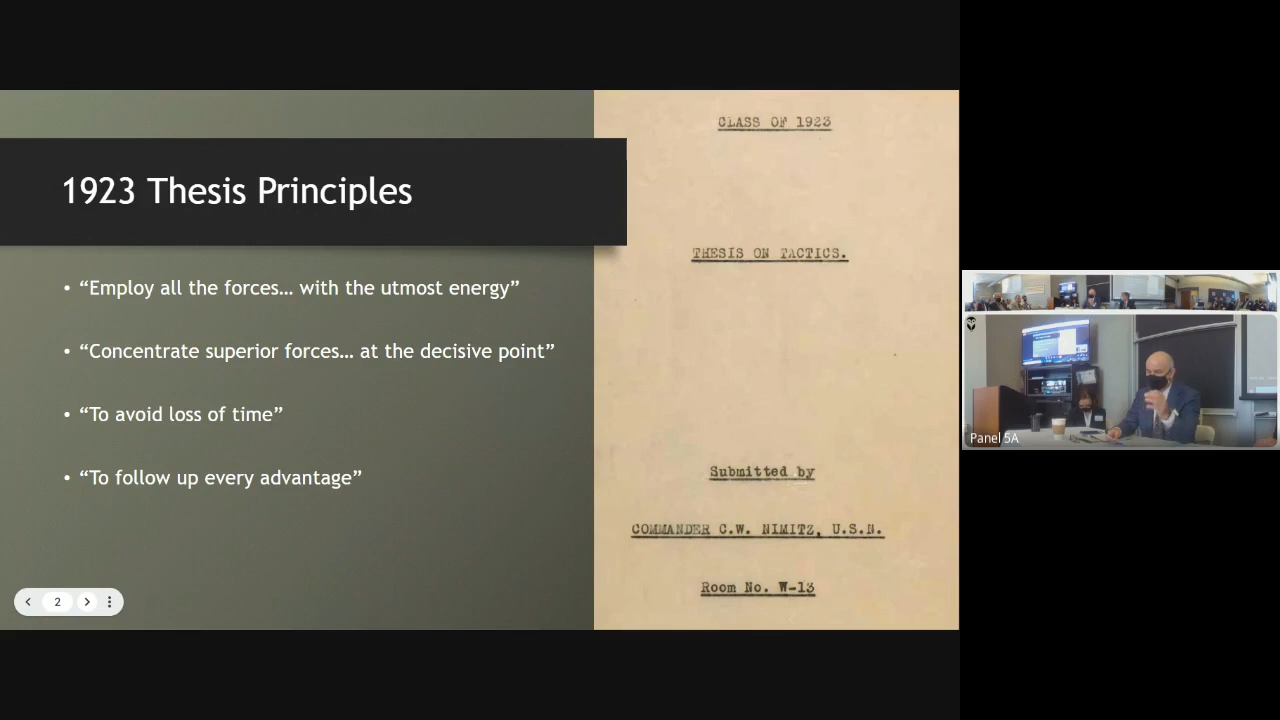 1923 Thesis Principles
• “Employ all the forces… with the utmost energy”
• “Concentrate superior forces… at the decisive point”
• “To avoid loss of time”
• “To follow up every advantage”
2
CLASS OF 1923
THESIS ON TACTICS.
Submitted by
COMMANDER C.W. NIMITZ, U.S.N.
Room No. W-13
Panel 5A